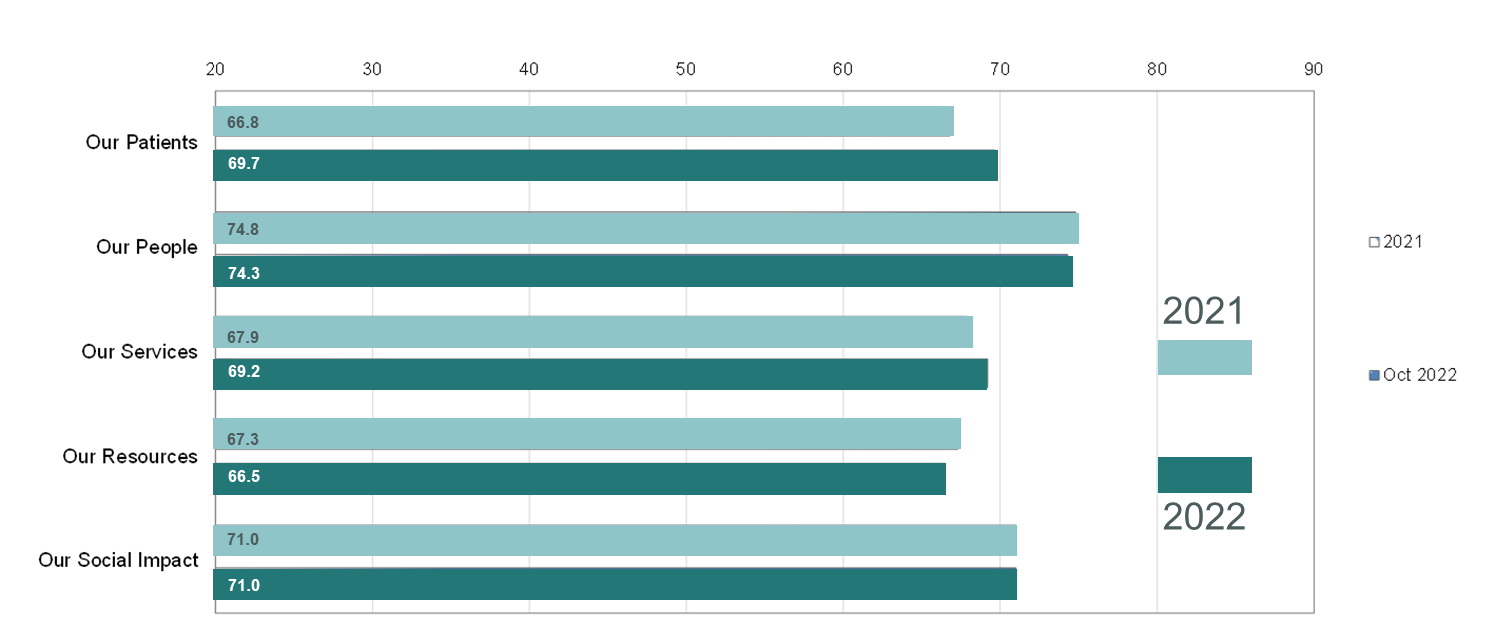 20 30 40 50 60 70 80 90
Our Patients
66.8
69.7
Our People
74.8
74.3
Our Services
67.9
69.2
Our Resources
67.3
66.5
Our Social Impact
71.0
71.0
2021
2022
2021
Oct 2022